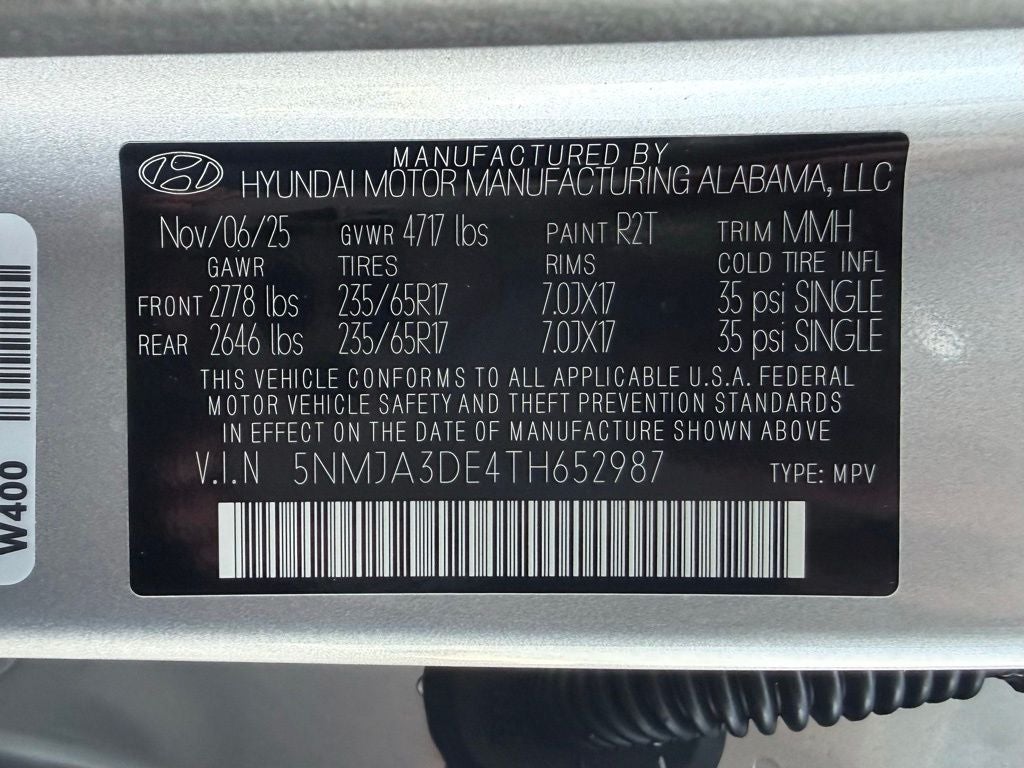 MANUFACTURED BY
HYUNDAI MOTOR MANUFACTURING ALABAMA, LLC
Nov/06/25 GVWR 4717 lbs PAINT R2T TRIM MMH
GAWR TIRES RIMS COLD TIRE INFL
FRONT 2778 lbs 235/65R17 7.0JX17 35 psi SINGLE
REAR 2646 lbs 235/65R17 7.0JX17 35 psi SINGLE
THIS VEHICLE CONFORMS TO ALL APPLICABLE U.S.A. FEDERAL
MOTOR VEHICLE SAFETY AND THEFT PREVENTION STANDARDS
IN EFFECT ON THE DATE OF MANUFACTURE SHOWN ABOVE
V.I.N 5NMJA3DE4TH652987 TYPE: MPV
W400